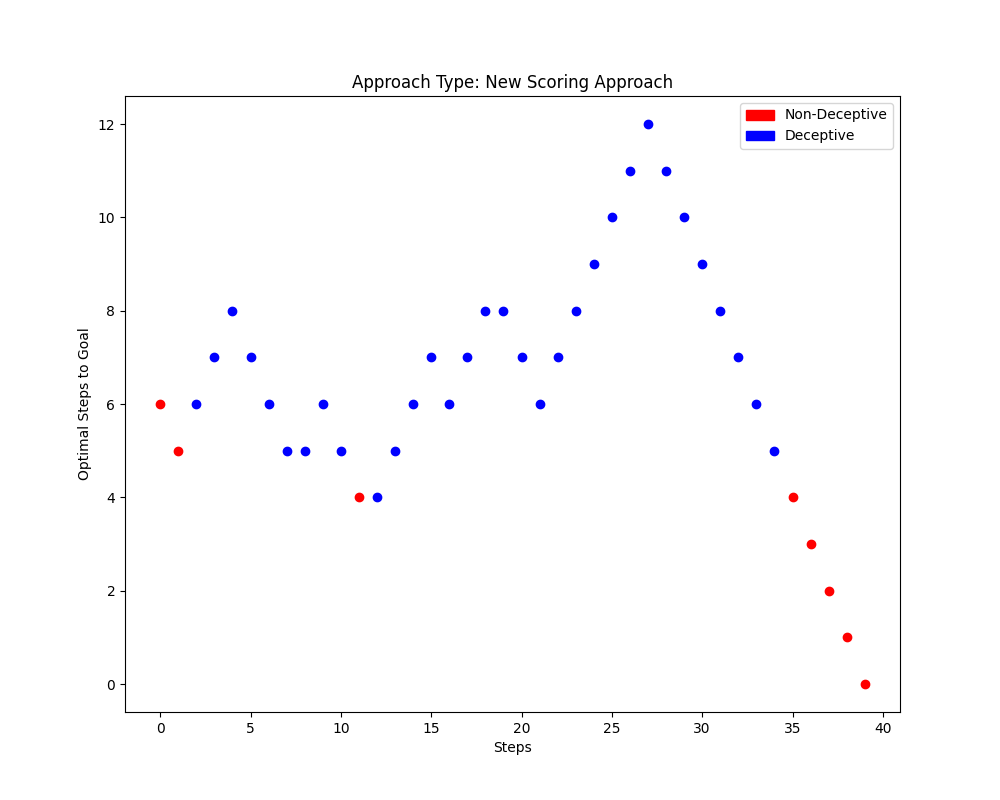 Approach Type: New Scoring Approach
Non-Deceptive
Deceptive
12
10
8
6
4
2
0
Optimal Steps to Goal
0 5 10 15 20 25 30 35 40
Steps